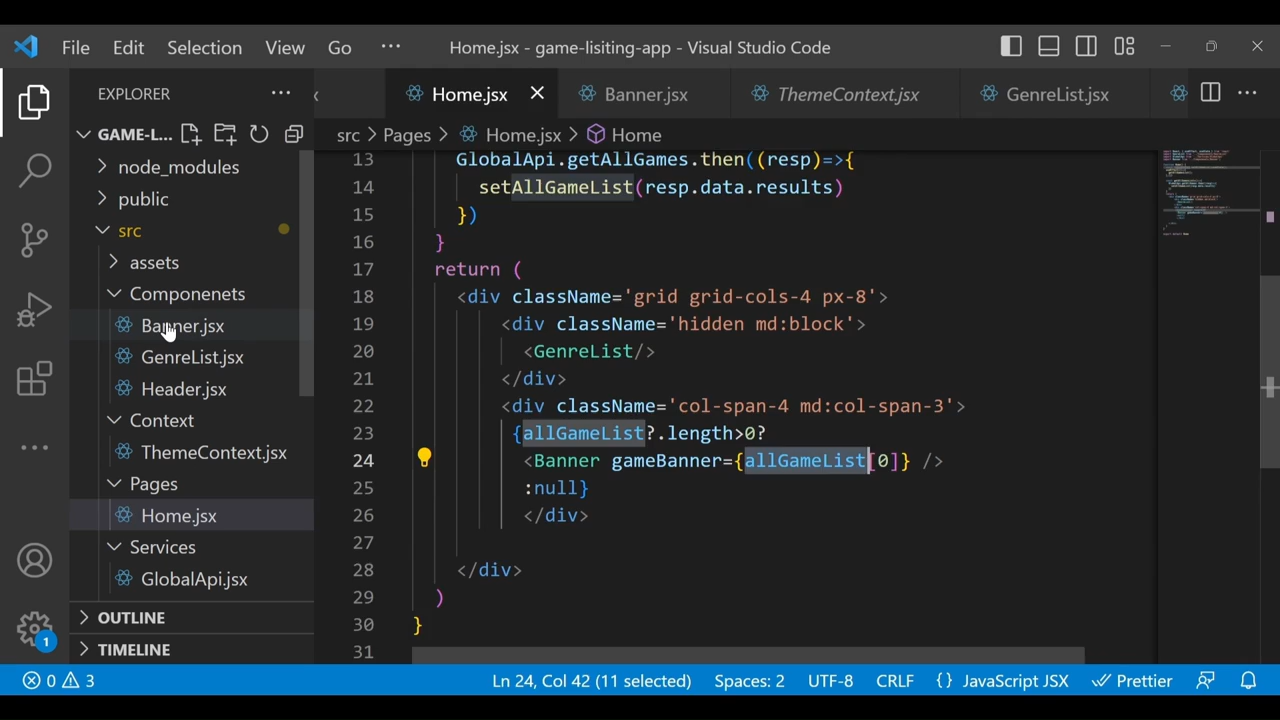 File Edit Selection View Go ··· Home.jsx - game-lisiting-app - Visual Studio Code
EXPLORER ···
Home.jsx Banner.jsx ThemeContext.jsx GenreList.jsx ···
GAME-L...
src > Pages > Home.jsx > Home
node_modules
public
src
assets
Componenets
Banner.jsx
GenreList.jsx
Header.jsx
Context
ThemeContext.jsx
Pages
Home.jsx
Services
GlobalApi.jsx
OUTLINE
TIMELINE
1
13 GlobalApi.getAllGames.then((resp)=>{
14 setAllGameList(resp.data.results)
15 })
16 }
17 return (
18 <div className='grid grid-cols-4 px-8'>
19 <div className='hidden md:block'>
20 <GenreList/>
21 </div>
22 <div className='col-span-4 md:col-span-3'>
23 {allGameList?.length>0?
24 <Banner gameBanner={allGameList[0]} />
25 :null}
26 </div>
27
28 </div>
29 )
30 }
31
0 3 Ln 24, Col 42 (11 selected) Spaces: 2 UTF-8 CRLF {} JavaScript JSX Prettier